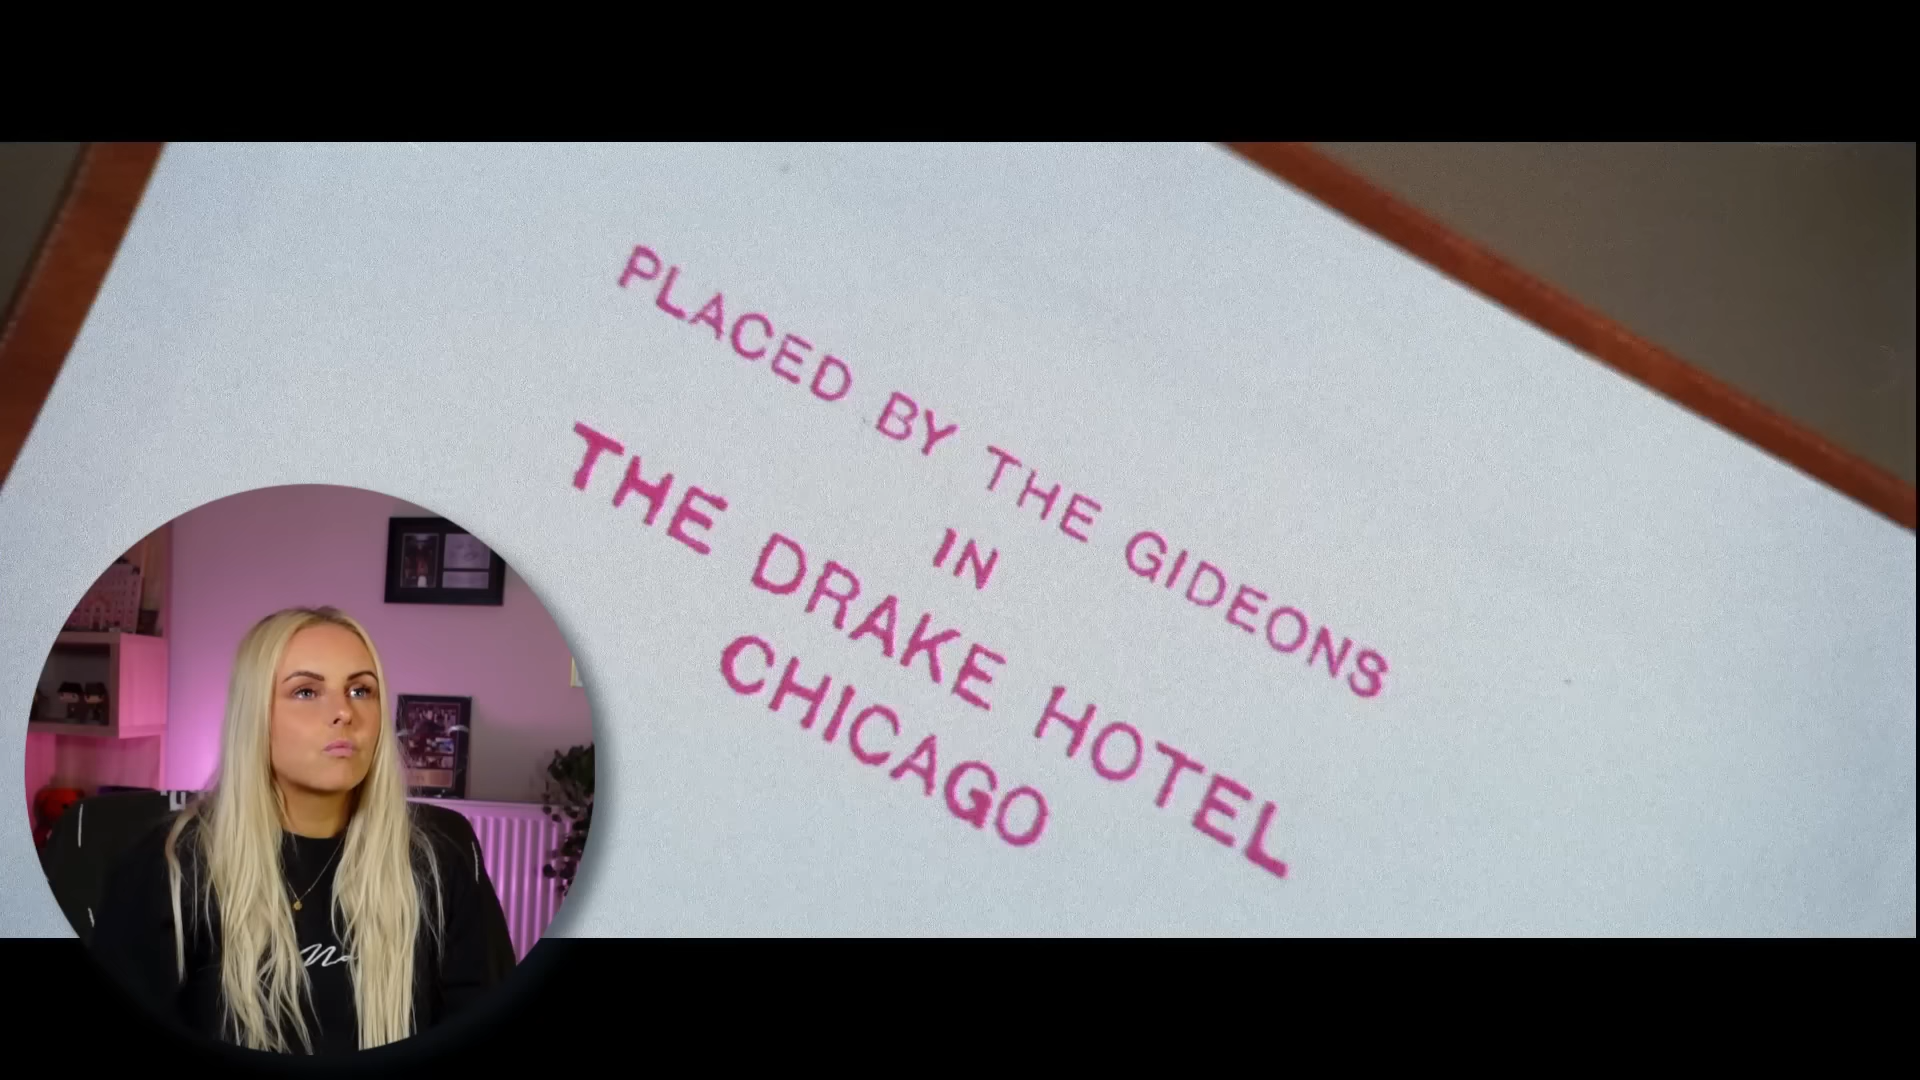 PLACED BY THE GIDEONS
IN
THE DRAKE HOTEL
CHICAGO